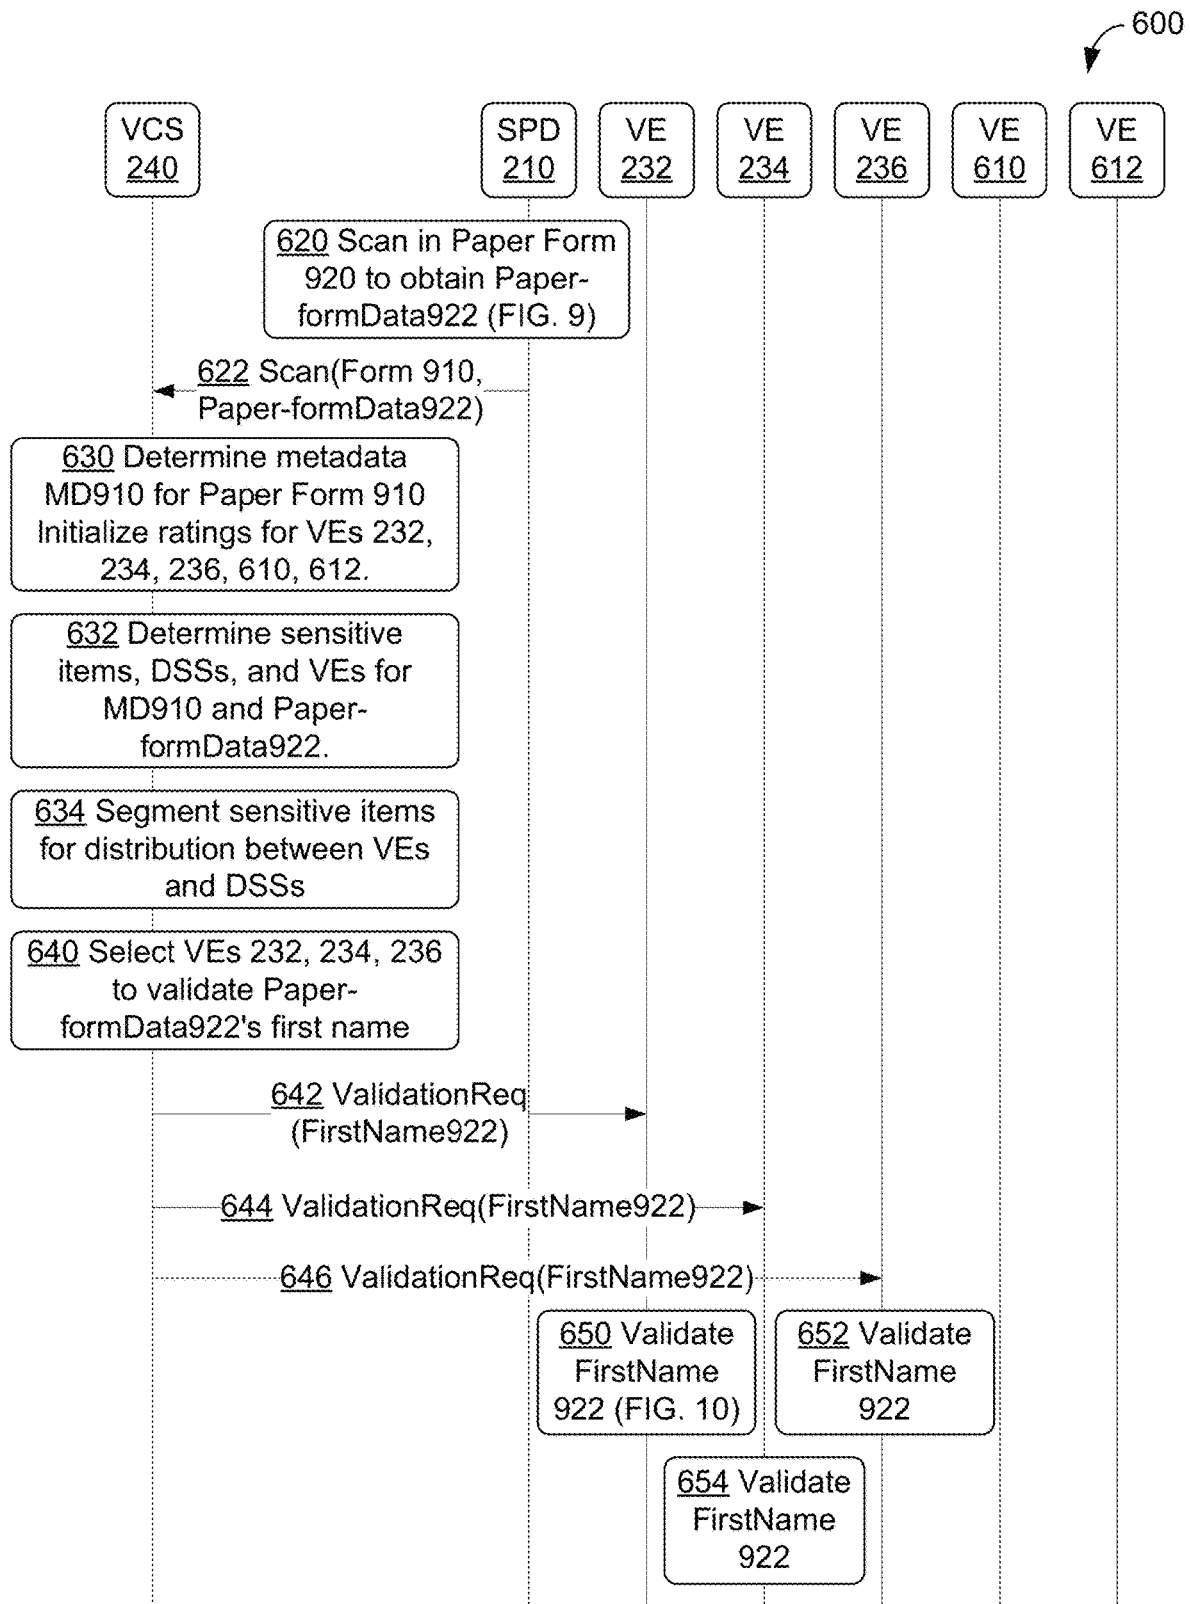 600
VCS
240
SPD
210
VE
232
VE
234
VE
236
VE
610
VE
612
620 Scan in Paper Form
920 to obtain Paper-
formData922 (FIG. 9)
622 Scan(Form 910,
Paper-formData922)
630 Determine metadata
MD910 for Paper Form 910
Initialize ratings for VEs 232,
234, 236, 610, 612.
632 Determine sensitive
items, DSSs, and VEs for
MD910 and Paper-
formData922.
634 Segment sensitive items
for distribution between VEs
and DSSs
640 Select VEs 232, 234, 236
to validate Paper-
formData922's first name
642 ValidationReq
(FirstName922)
644 ValidationReq(FirstName922)
646 ValidationReq(FirstName922)
650 Validate
FirstName
922 (FIG. 10)
652 Validate
FirstName
922
654 Validate
FirstName
922